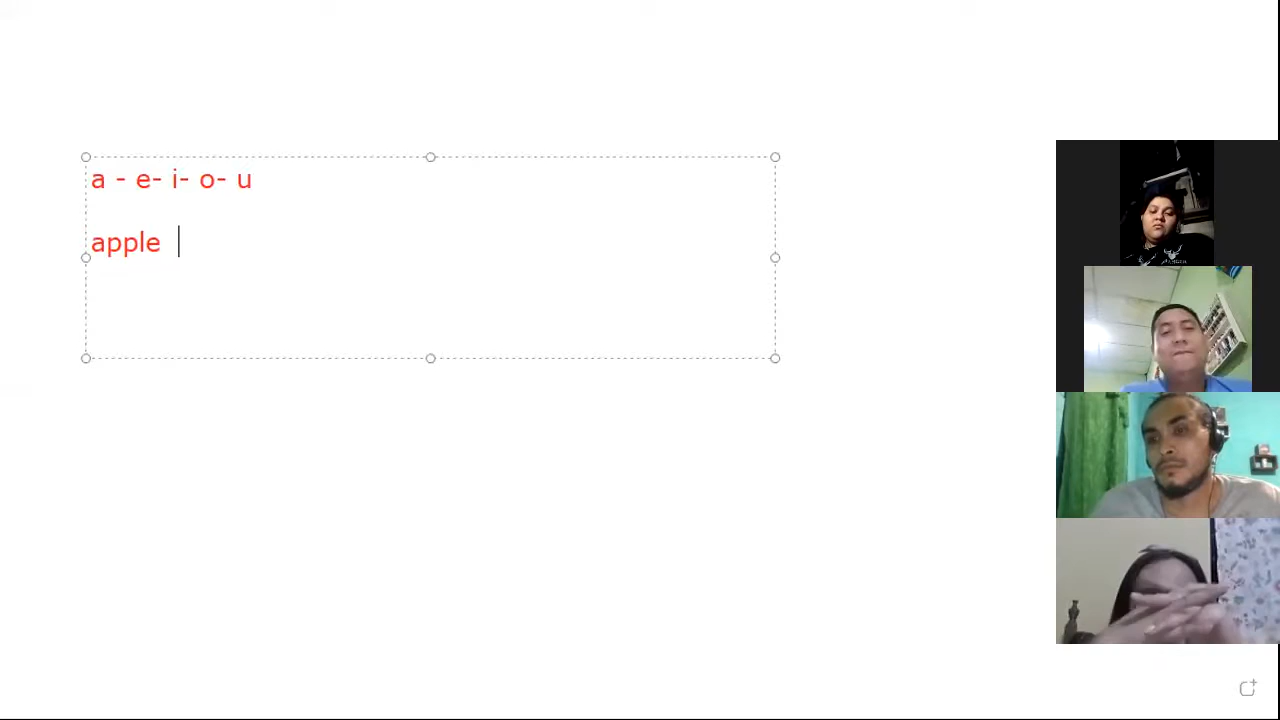 a - e- i- o- u
apple